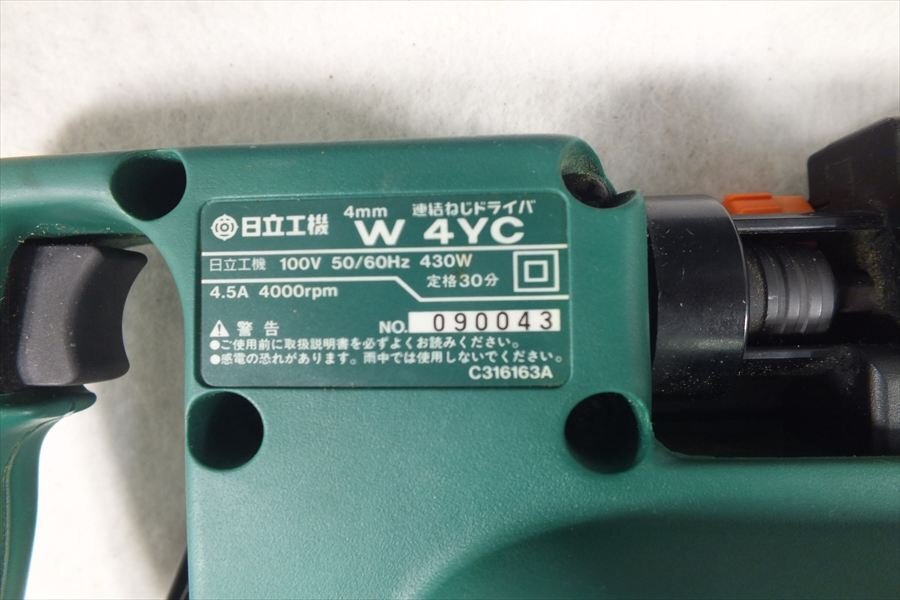 日立工機 4mm 連結ねじドライバ
W 4YC
日立工機 100V 50/60Hz 430W
4.5A 4000rpm 定格30分
警告 NO. 090043
●ご使用前に取扱説明書を必ずよくお読みください。
●感電の恐れがあります。雨中では使用しないでください。
C316163A